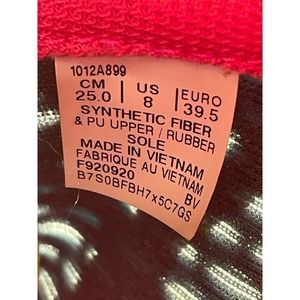 1012A899
CM US EURO
25.0 8 39.5
SYNTHETIC FIBER
& PU UPPER / RUBBER
SOLE
MADE IN VIETNAM
FABRIQUE AU VIETNAM
F920920 BV
B7S0BFBH7x5C7GS